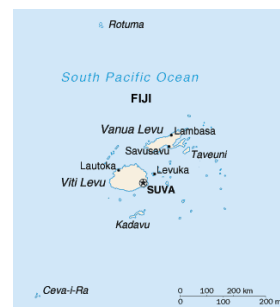 Rotuma
South Pacific Ocean
FIJI
Vanua Levu
Lambasa
Savusavu
Taveuni
Lautoka
Levuka
Viti Levu
SUVA
Kadavu
Ceva-i-Ra
0 100 200 km
0 100 200 m